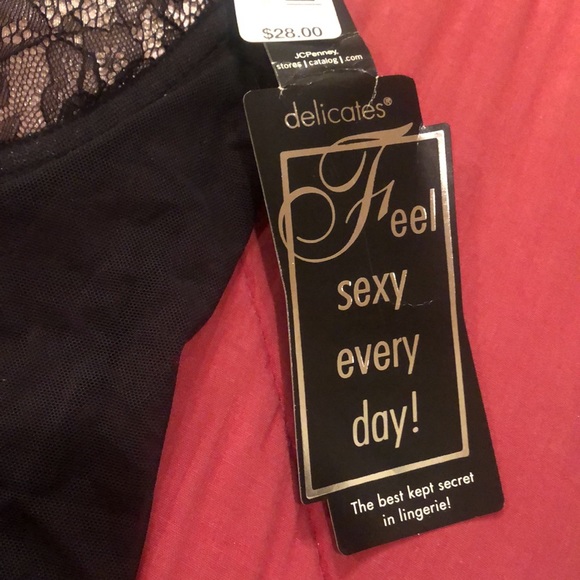 $28.00
JCPenney
stores | catalog | .com
delicates®
Feel
sexy
every
day!
The best kept secret
in lingerie!